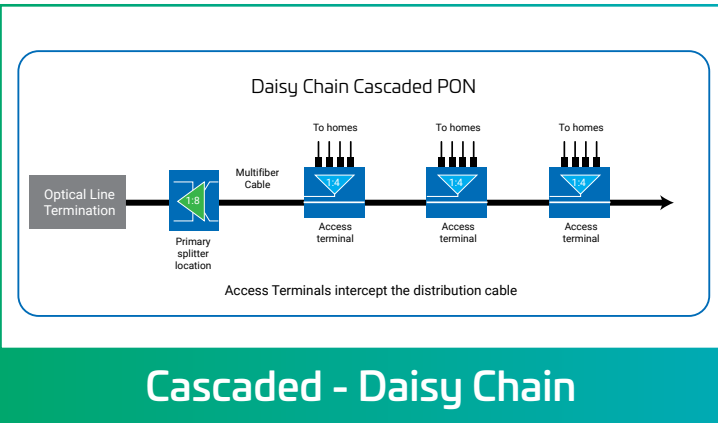 Daisy Chain Cascaded PON
To homes
To homes
To homes
Optical Line
Termination
1:8
Multifiber
Cable
1:4
1:4
1:4
Primary
splitter
location
Access
terminal
Access
terminal
Access
terminal
Access Terminals intercept the distribution cable
Cascaded - Daisy Chain